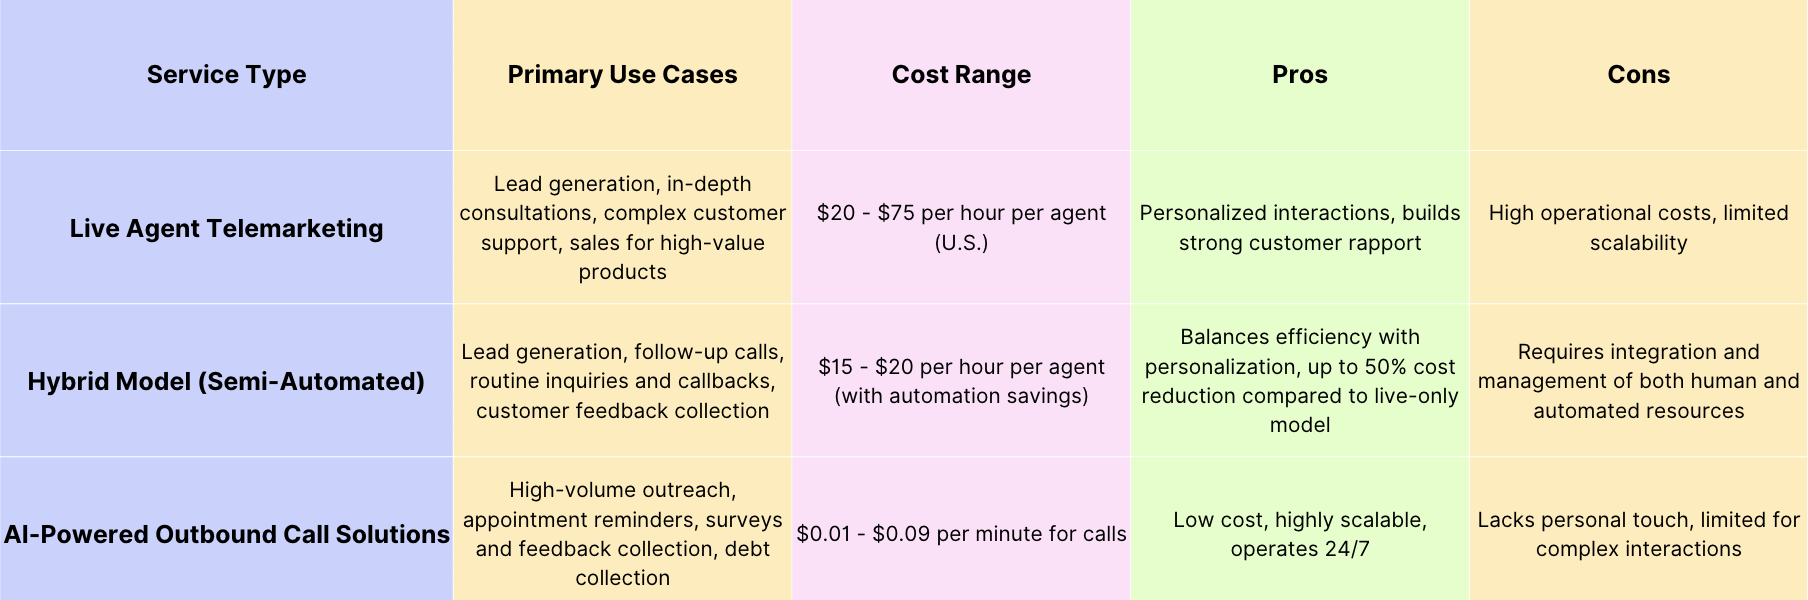 Service Type
Primary Use Cases
Cost Range
Pros
Cons
Live Agent Telemarketing
Lead generation, in-depth
consultations, complex customer
support, sales for high-value
products
$20 - $75 per hour per agent
(U.S.)
Personalized interactions, builds
strong customer rapport
High operational costs, limited
scalability
Hybrid Model (Semi-Automated)
Lead generation, follow-up calls,
routine inquiries and callbacks,
customer feedback collection
$15 - $20 per hour per agent
(with automation savings)
Balances efficiency with
personalization, up to 50% cost
reduction compared to live-only
model
Requires integration and
management of both human and
automated resources
AI-Powered Outbound Call Solutions
High-volume outreach,
appointment reminders, surveys
and feedback collection, debt
collection
$0.01 - $0.09 per minute for calls
Low cost, highly scalable,
operates 24/7
Lacks personal touch, limited for
complex interactions